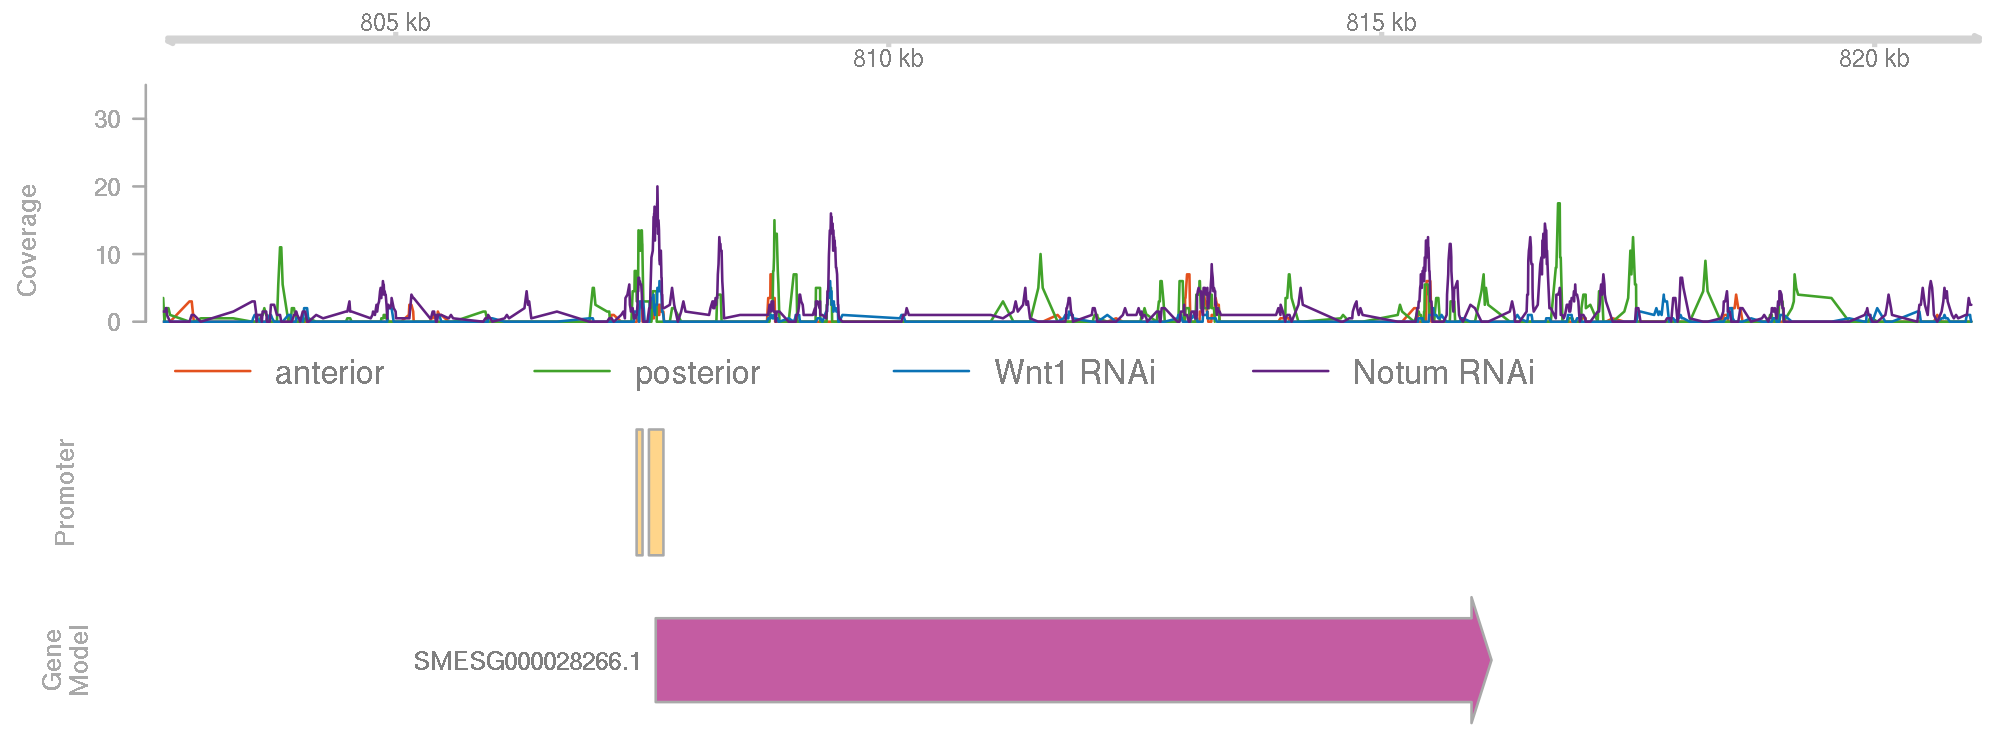 805 kb
815 kb
810 kb
820 kb
Coverage
30
20
10
0
anterior
posterior
Wnt1 RNAi
Notum RNAi
Promoter
Gene
Model
SMESG000028266.1